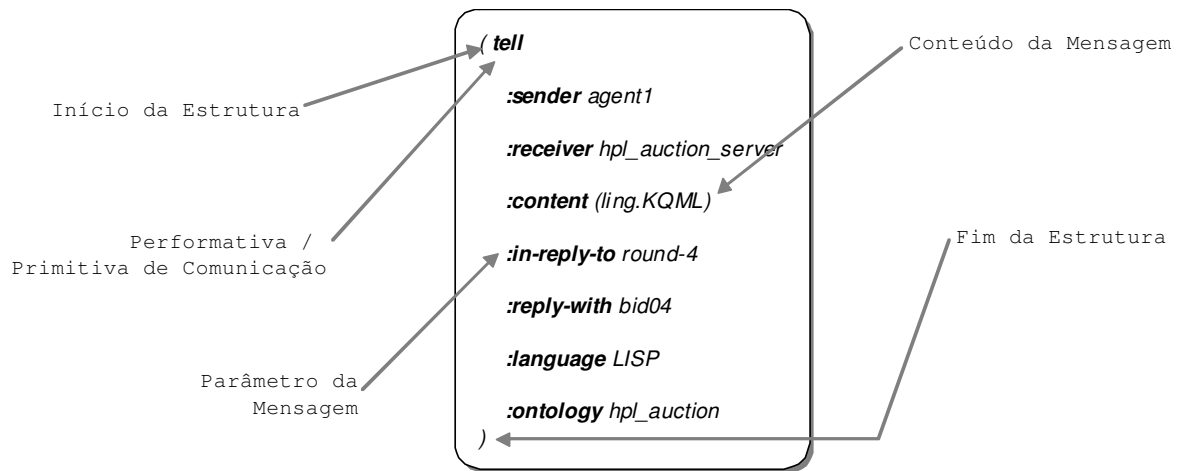 ( tell
Conteúdo da Mensagem
:sender agent1
Início da Estrutura
:receiver hpl_auction_server
:content (ling.KQML)
Performativa /
Primitiva de Comunicação
Fim da Estrutura
:in-reply-to round-4
:reply-with bid04
:language LISP
Parâmetro da
Mensagem
:ontology hpl_auction
)